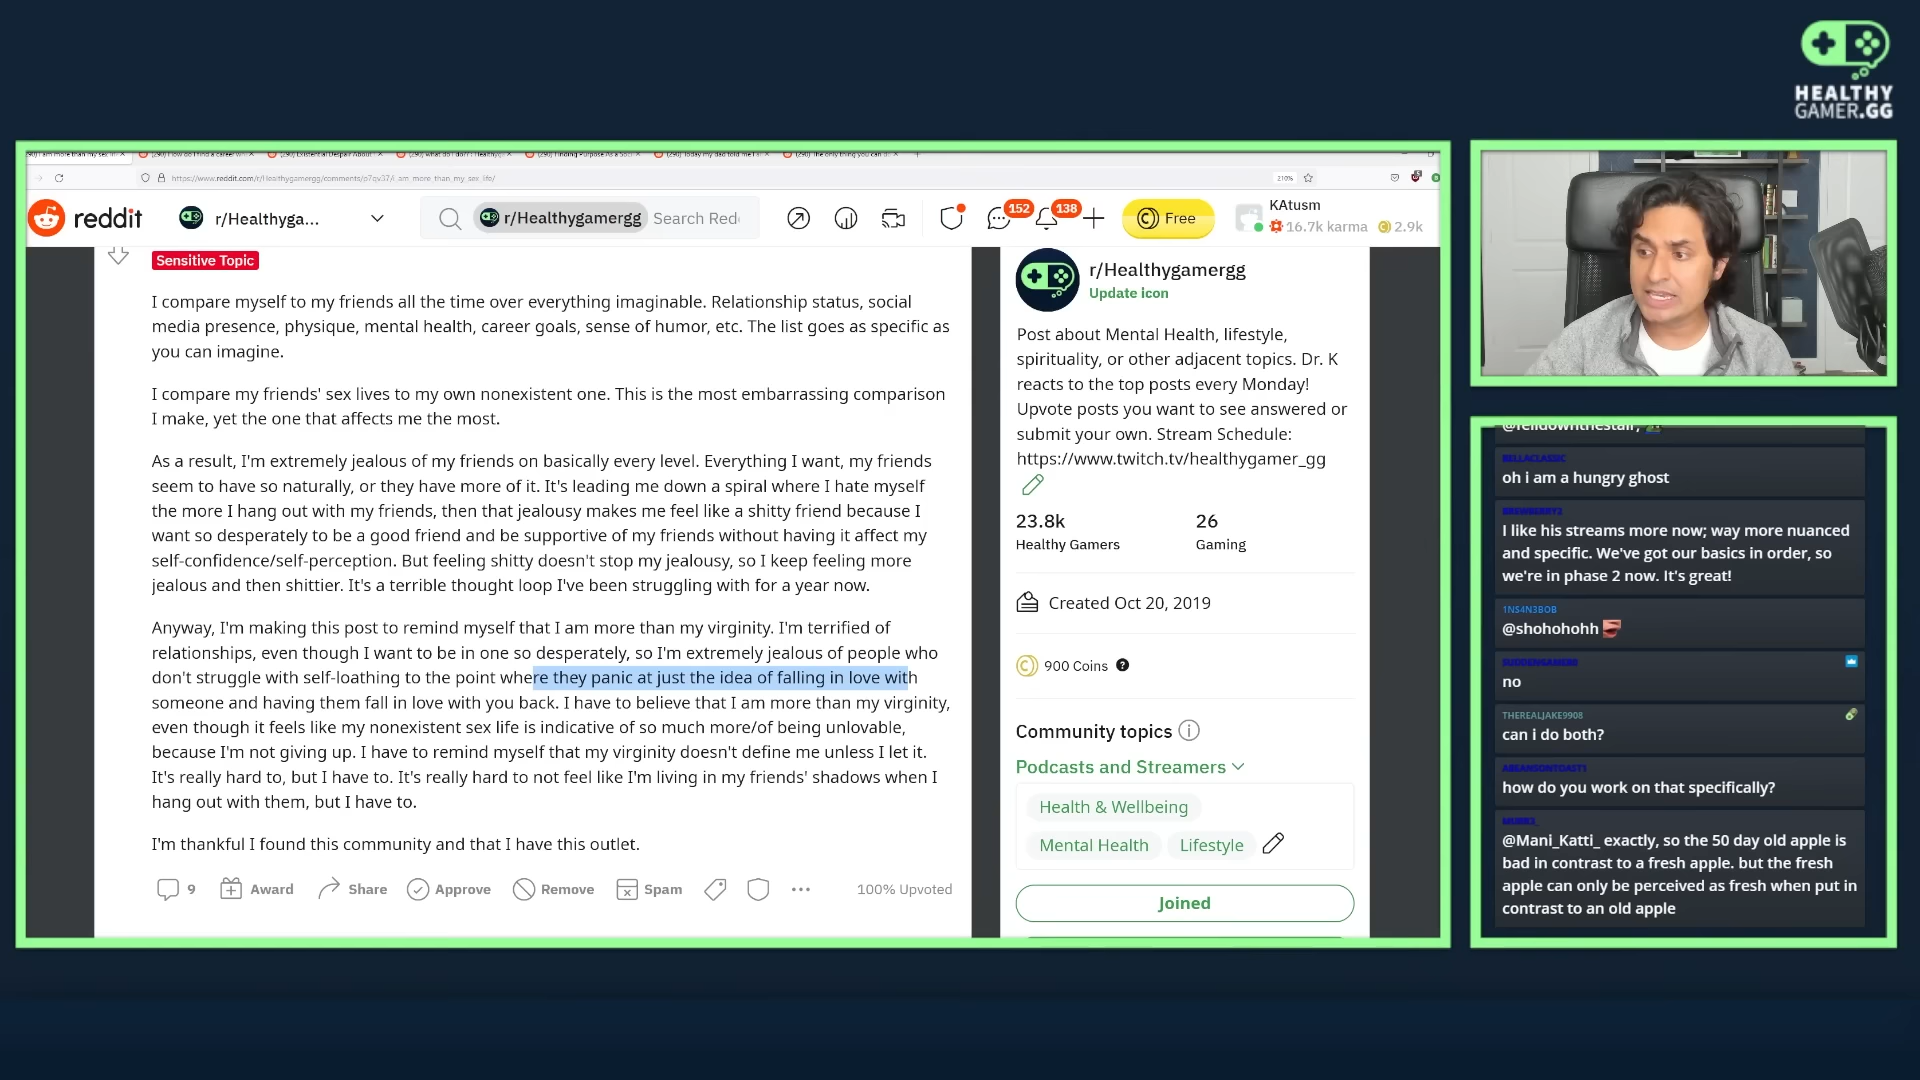 HEALTHY
GAMER.GG
https://www.reddit.com/r/Healthygamergg/comments/p7qv37/i_am_more_than_my_sex_life/
210%
reddit
r/Healthyga...
r/Healthygamergg
Search Red
152
138
Free
KAtusm
16.7k karma
2.9k
Sensitive Topic
I compare myself to my friends all the time over everything imaginable. Relationship status, social
media presence, physique, mental health, career goals, sense of humor, etc. The list goes as specific as
you can imagine.
I compare my friends' sex lives to my own nonexistent one. This is the most embarrassing comparison
I make, yet the one that affects me the most.
As a result, I'm extremely jealous of my friends on basically every level. Everything I want, my friends
seem to have so naturally, or they have more of it. It's leading me down a spiral where I hate myself
the more I hang out with my friends, then that jealousy makes me feel like a shitty friend because I
want so desperately to be a good friend and be supportive of my friends without having it affect my
self-confidence/self-perception. But feeling shitty doesn't stop my jealousy, so I keep feeling more
jealous and then shittier. It's a terrible thought loop I've been struggling with for a year now.
Anyway, I'm making this post to remind myself that I am more than my virginity. I'm terrified of
relationships, even though I want to be in one so desperately, so I'm extremely jealous of people who
don't struggle with self-loathing to the point where they panic at just the idea of falling in love with
someone and having them fall in love with you back. I have to believe that I am more than my virginity,
even though it feels like my nonexistent sex life is indicative of so much more/of being unlovable,
because I'm not giving up. I have to remind myself that my virginity doesn't define me unless I let it.
It's really hard to, but I have to. It's really hard to not feel like I'm living in my friends' shadows when I
hang out with them, but I have to.
I'm thankful I found this community and that I have this outlet.
9
Award
Share
Approve
Remove
Spam
100% Upvoted
r/Healthygamergg
Update icon
Post about Mental Health, lifestyle,
spirituality, or other adjacent topics. Dr. K
reacts to the top posts every Monday!
Upvote posts you want to see answered or
submit your own. Stream Schedule:
https://www.twitch.tv/healthygamer_gg
23.8k
26
Healthy Gamers
Gaming
Created Oct 20, 2019
900 Coins
Community topics
Podcasts and Streamers
Health & Wellbeing
Mental Health
Lifestyle
Joined
BELLACLASSIC
oh i am a hungry ghost
I like his streams more now; way more nuanced
and specific. We've got our basics in order, so
we're in phase 2 now. It's great!
1NS4N3BOB
@shohohohh
no
THEREALJAKE9908
can i do both?
how do you work on that specifically?
@Mani_Katti_ exactly, so the 50 day old apple is
bad in contrast to a fresh apple. but the fresh
apple can only be perceived as fresh when put in
contrast to an old apple